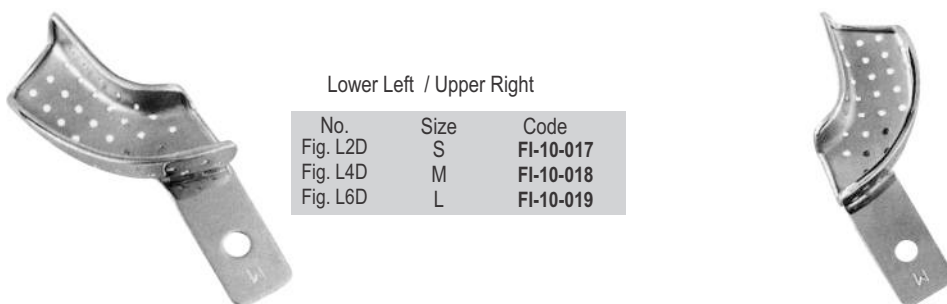 Lower Left / Upper Right
No. Size Code
Fig. L2D S FI-10-017
Fig. L4D M FI-10-018
Fig. L6D L FI-10-019
M
M